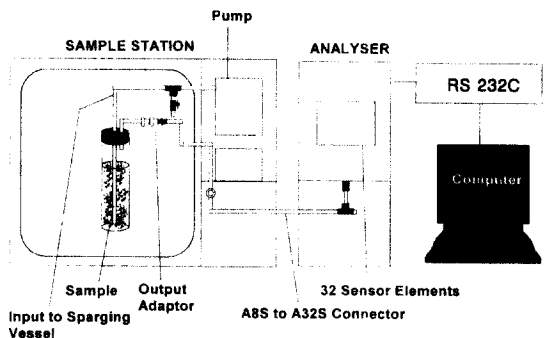 Pump
SAMPLE STATION
ANALYSER
RS 232C
Computer
Sample
Output
Adaptor
32 Sensor Elements
Input to Sparging
Vessel
A8S to A32S Connector